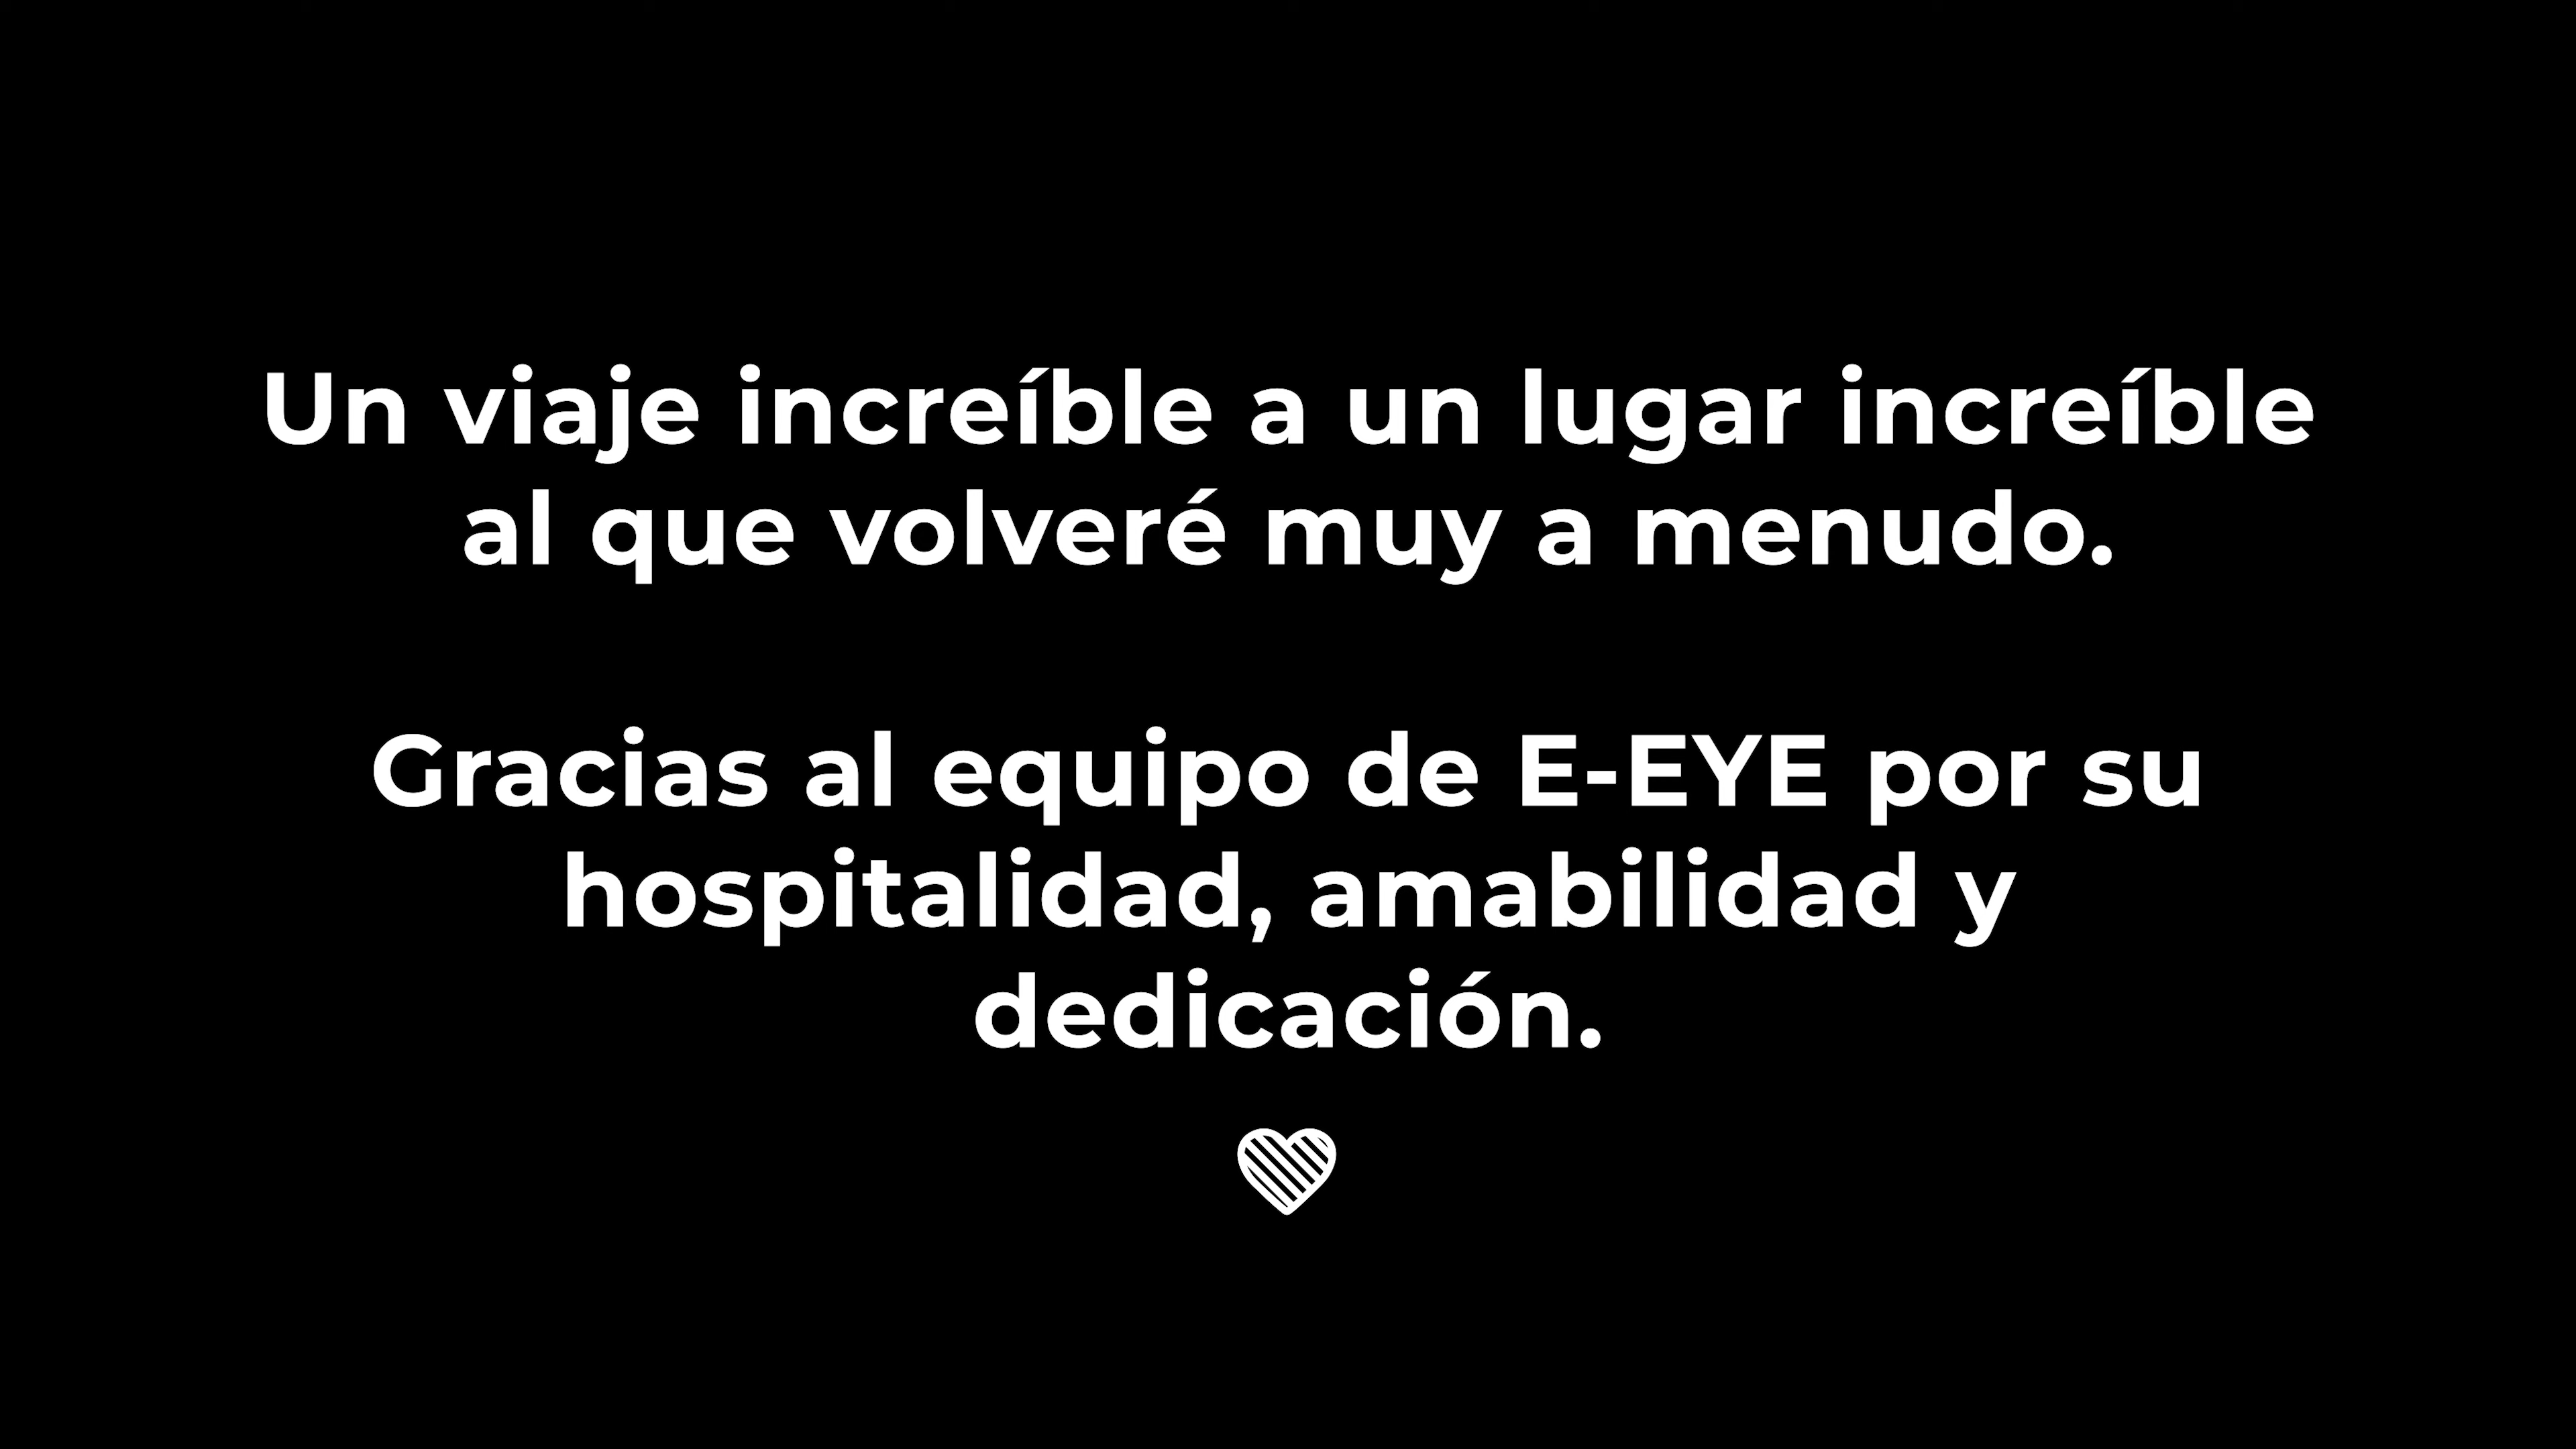 Un viaje increíble a un lugar increíble
al que volveré muy a menudo.
Gracias al equipo de E-EYE por su
hospitalidad, amabilidad y
dedicación.